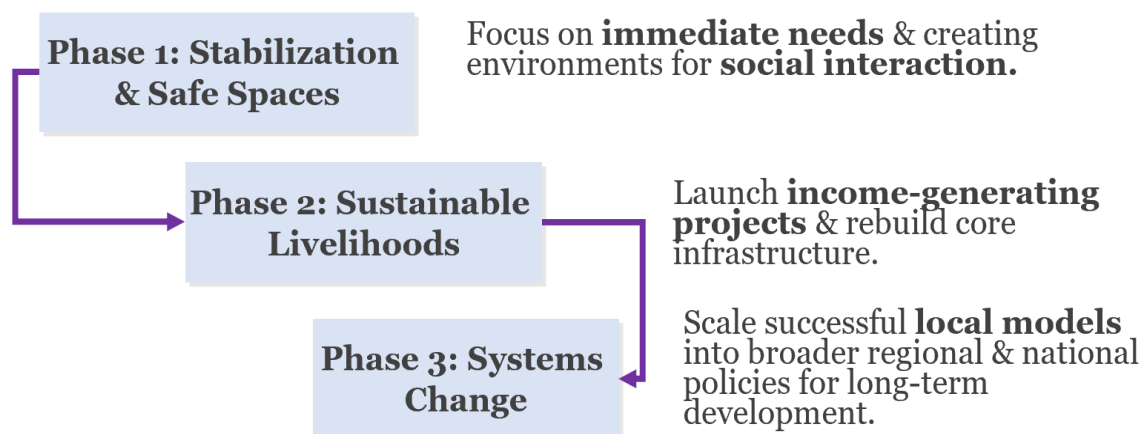 Phase 1: Stabilization
& Safe Spaces
Focus on immediate needs & creating
environments for social interaction.
Phase 2: Sustainable
Livelihoods
Launch income-generating
projects & rebuild core
infrastructure.
Phase 3: Systems
Change
Scale successful local models
into broader regional & national
policies for long-term
development.